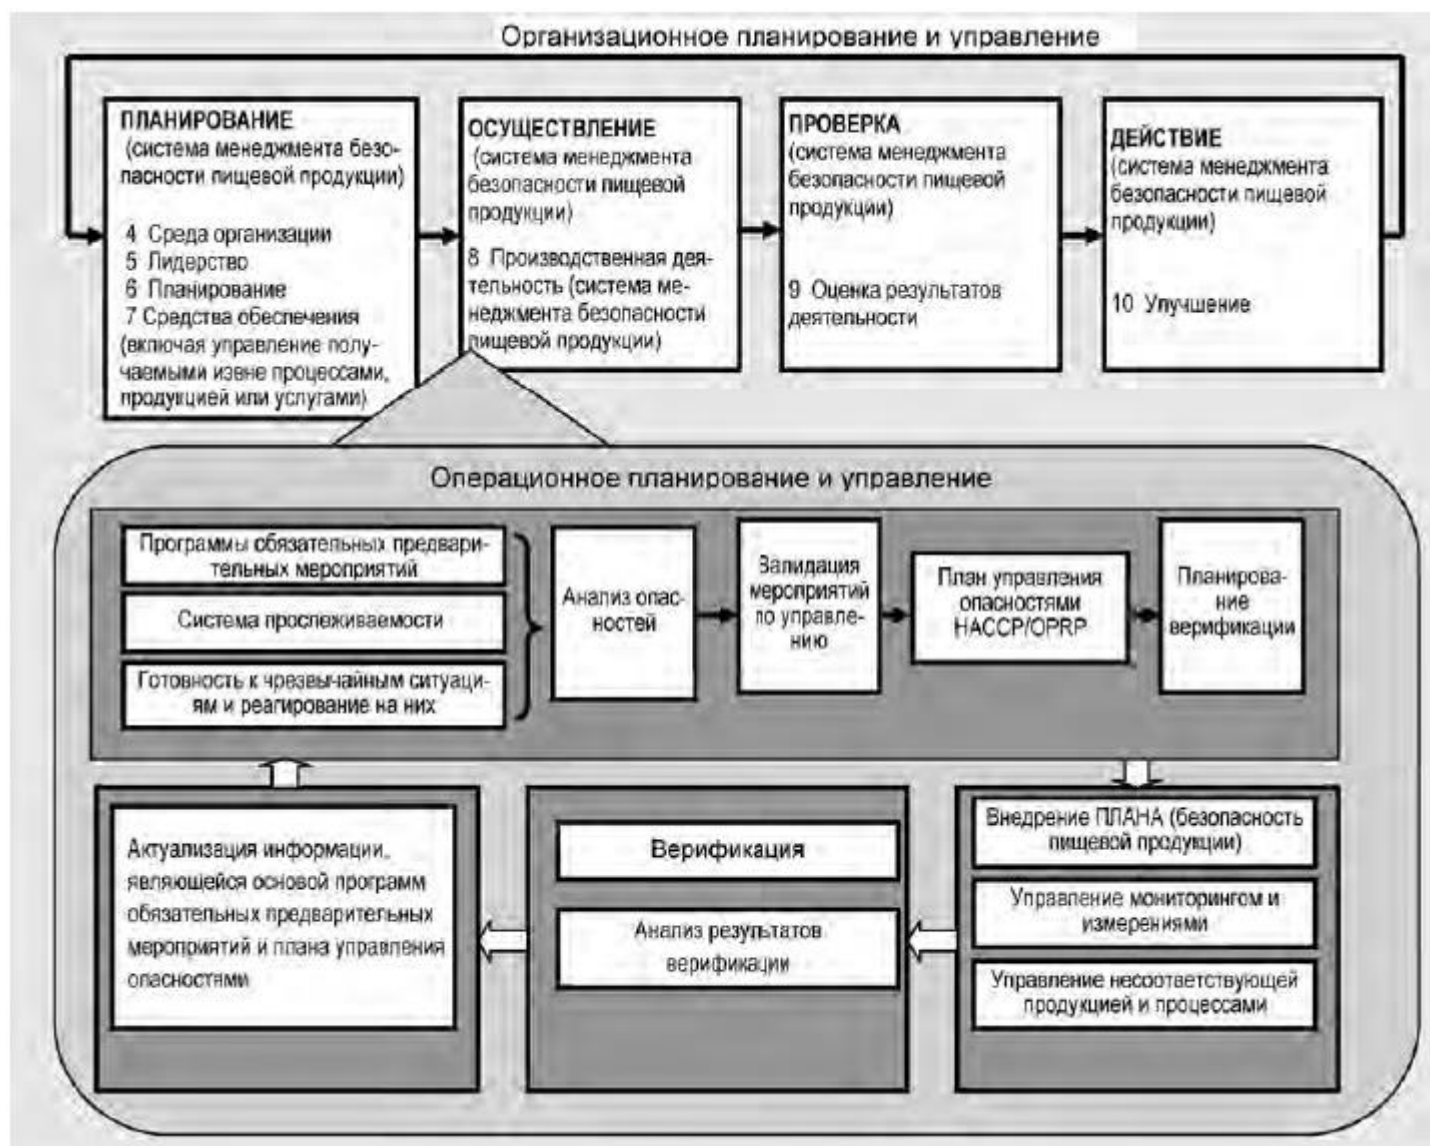 Организационное планирование и управление
ПЛАНИРОВАНИЕ
(система менеджмента безо-
пасности пищевой продукции)
4 Среда организации
5 Лидерство
6 Планирование
7 Средства обеспечения
(включая управление полу-
чаемыми извне процессами,
продукцией или услугами)
ОСУЩЕСТВЛЕНИЕ
(система менеджмента
безопасности пищевой
продукции)
8 Производственная дея-
тельность (система ме-
неджмента безопасности
пищевой продукции)
ПРОВЕРКА
(система менеджмента
безопасности пищевой
продукции)
9 Оценка результатов
деятельности
ДЕЙСТВИЕ
(система менеджмента
безопасности пищевой
продукции)
10 Улучшение
Операционное планирование и управление
Программы обязательных предвари-
тельных мероприятий
Система прослеживаемости
Готовность к чрезвычайным ситуаци-
ям и реагирование на них
Анализ опас-
ностей
Валидация
мероприятий
по управле-
нию
План управления
опасностями
HACCP/OPRP
Планирова-
ние
верификации
Внедрение ПЛАНА (безопасность
пищевой продукции)
Управление мониторингом и
измерениями
Управление несоответствующей
продукцией и процессами
Верификация
Анализ результатов
верификации
Актуализация информации,
являющейся основой программ
обязательных предварительных
мероприятий и плана управления
опасностями